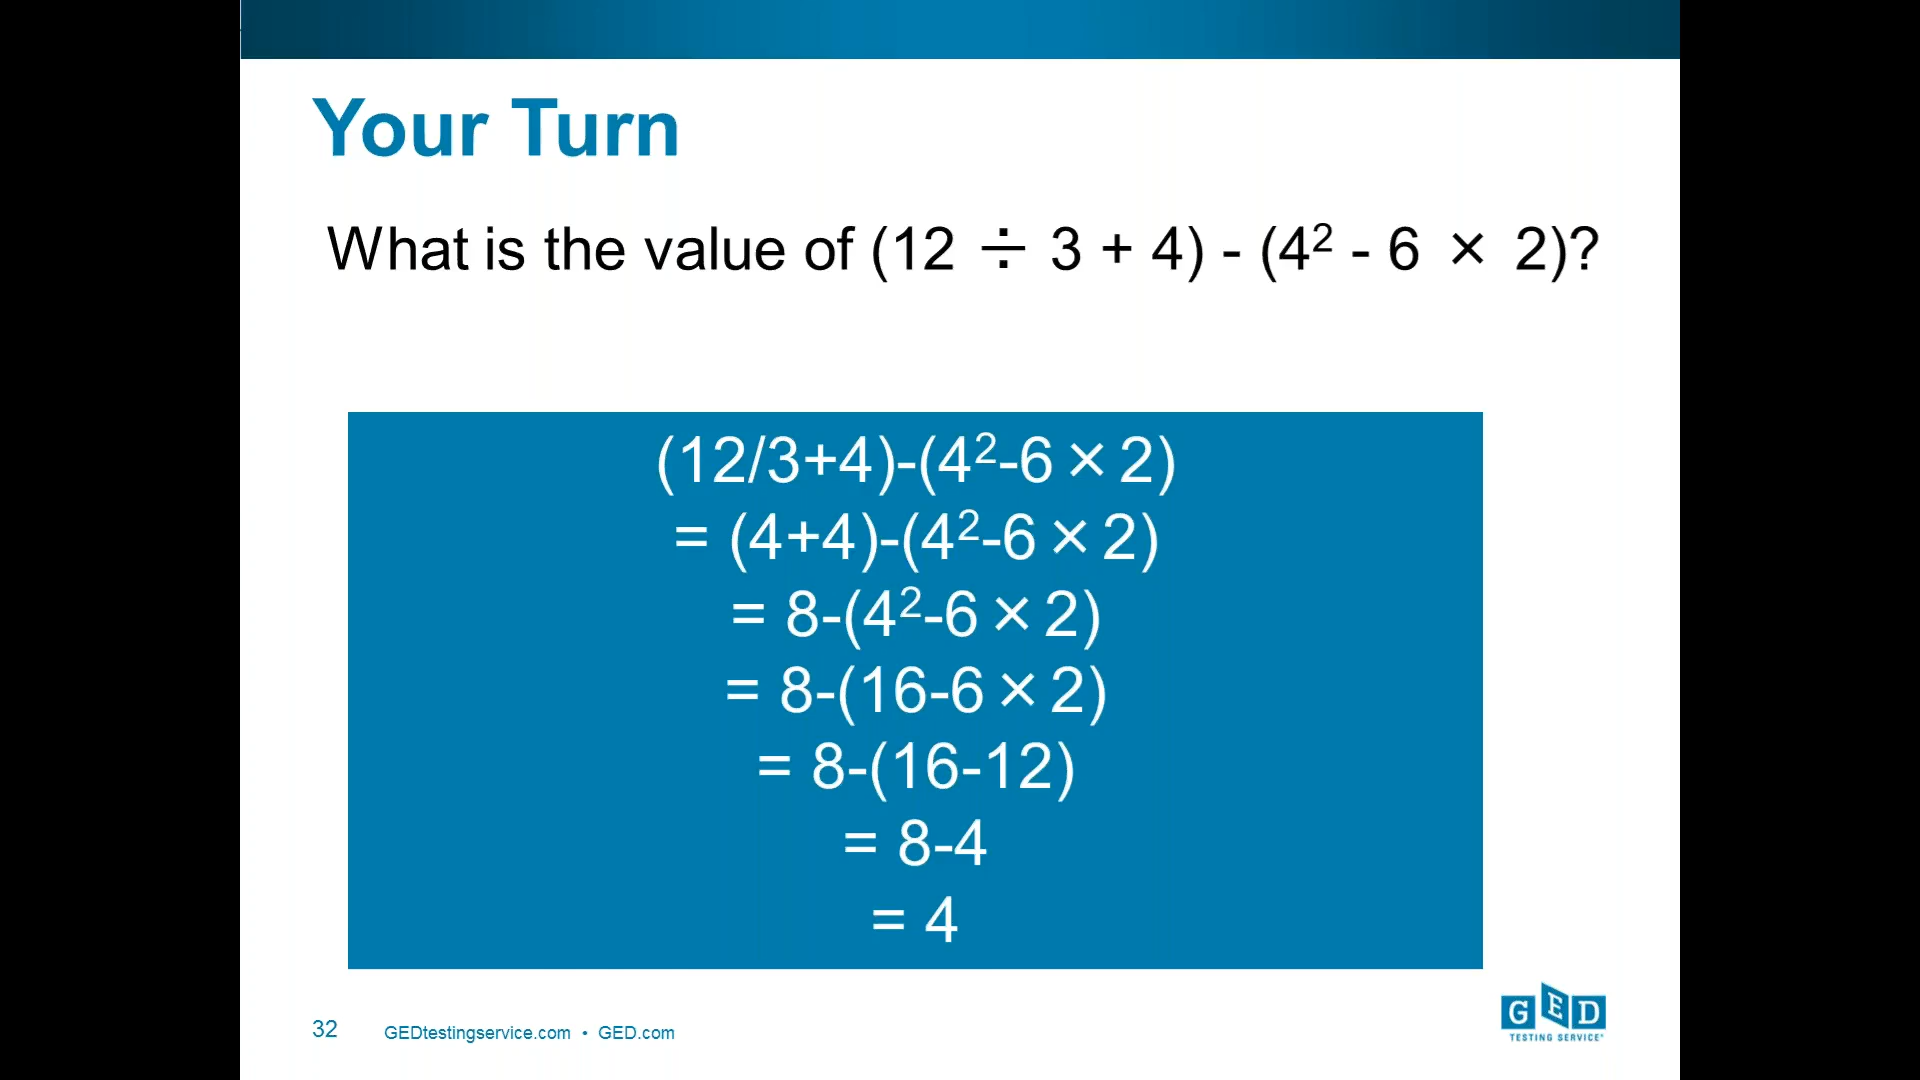 Your Turn
What is the value of (12 ÷ 3 + 4) - (4² - 6 × 2)?
(12/3+4)-(4²-6×2)
= (4+4)-(4²-6×2)
= 8-(4²-6×2)
= 8-(16-6×2)
= 8-(16-12)
= 8-4
= 4
32 GEDtestingservice.com • GED.com
GED
TESTING SERVICE